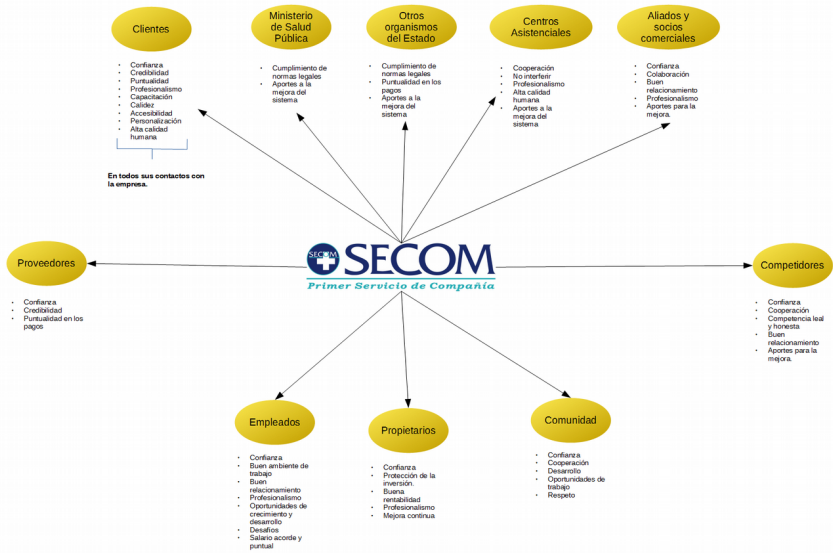 Clientes
Confianza
Credibilidad
Puntualidad
Profesionalismo
Capacitación
Calidez
Accesibilidad
Personalización
Alta calidad
humana
En todos sus contactos con
la empresa.
Ministerio
de Salud
Pública
Cumplimiento de
normas legales
Aportes a la
mejora del
sistema
Otros
organismos
del Estado
Cumplimiento de
normas legales
Puntualidad en los
pagos
Aportes a la
mejora del
sistema
Centros
Asistenciales
Cooperación
No interferir
Profesionalismo
Alta calidad
humana
Aportes a la
mejora del
sistema
Aliados y
socios
comerciales
Confianza
Colaboración
Buen
relacionamiento
Profesionalismo
Aportes para la
mejora.
Proveedores
Confianza
Credibilidad
Puntualidad en los
pagos
SECOM
SECOM
Primer Servicio de Compañía
Competidores
Confianza
Cooperación
Competencia leal
y honesta
Buen
relacionamiento
Aportes para la
mejora.
Empleados
Confianza
Buen ambiente de
trabajo
Buen
relacionamiento
Profesionalismo
Oportunidades de
crecimiento y
desarrollo
Desafíos
Salario acorde y
puntual
Propietarios
Confianza
Protección de la
inversión.
Buena
rentabilidad
Profesionalismo
Mejora continua
Comunidad
Confianza
Cooperación
Desarrollo
Oportunidades de
trabajo
Respeto